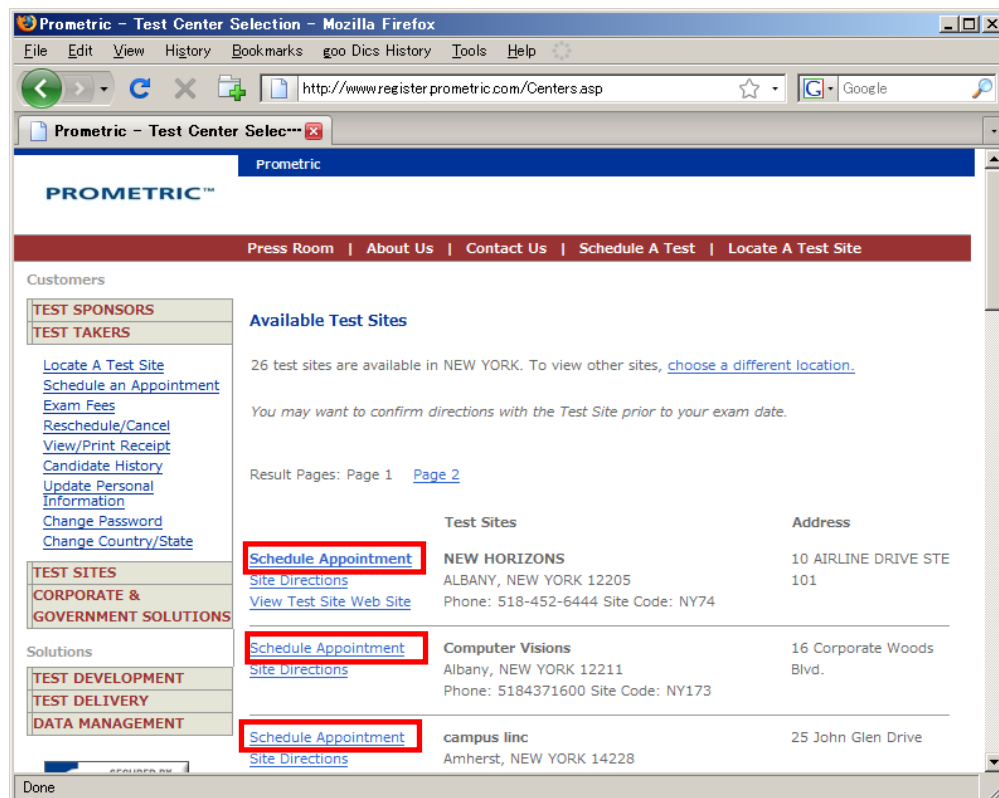 Prometric - Test Center Selection - Mozilla Firefox
File Edit View History Bookmarks goo Dics History Tools Help
http://www.register.prometric.com/Centers.asp
G Google
Prometric - Test Center Selec...
Prometric
PROMETRIC™
Press Room | About Us | Contact Us | Schedule A Test | Locate A Test Site
Customers
TEST SPONSORS
TEST TAKERS
Locate A Test Site
Schedule an Appointment
Exam Fees
Reschedule/Cancel
View/Print Receipt
Candidate History
Update Personal
Information
Change Password
Change Country/State
TEST SITES
CORPORATE &
GOVERNMENT SOLUTIONS
Solutions
TEST DEVELOPMENT
TEST DELIVERY
DATA MANAGEMENT
Available Test Sites
26 test sites are available in NEW YORK. To view other sites, choose a different location.
You may want to confirm directions with the Test Site prior to your exam date.
Result Pages: Page 1 Page 2
Test Sites Address
Schedule Appointment NEW HORIZONS 10 AIRLINE DRIVE STE
Site Directions ALBANY, NEW YORK 12205 101
View Test Site Web Site Phone: 518-452-6444 Site Code: NY74
Schedule Appointment Computer Visions 16 Corporate Woods
Site Directions Albany, NEW YORK 12211 Blvd.
Phone: 5184371600 Site Code: NY173
Schedule Appointment campus linc 25 John Glen Drive
Site Directions Amherst, NEW YORK 14228
Done